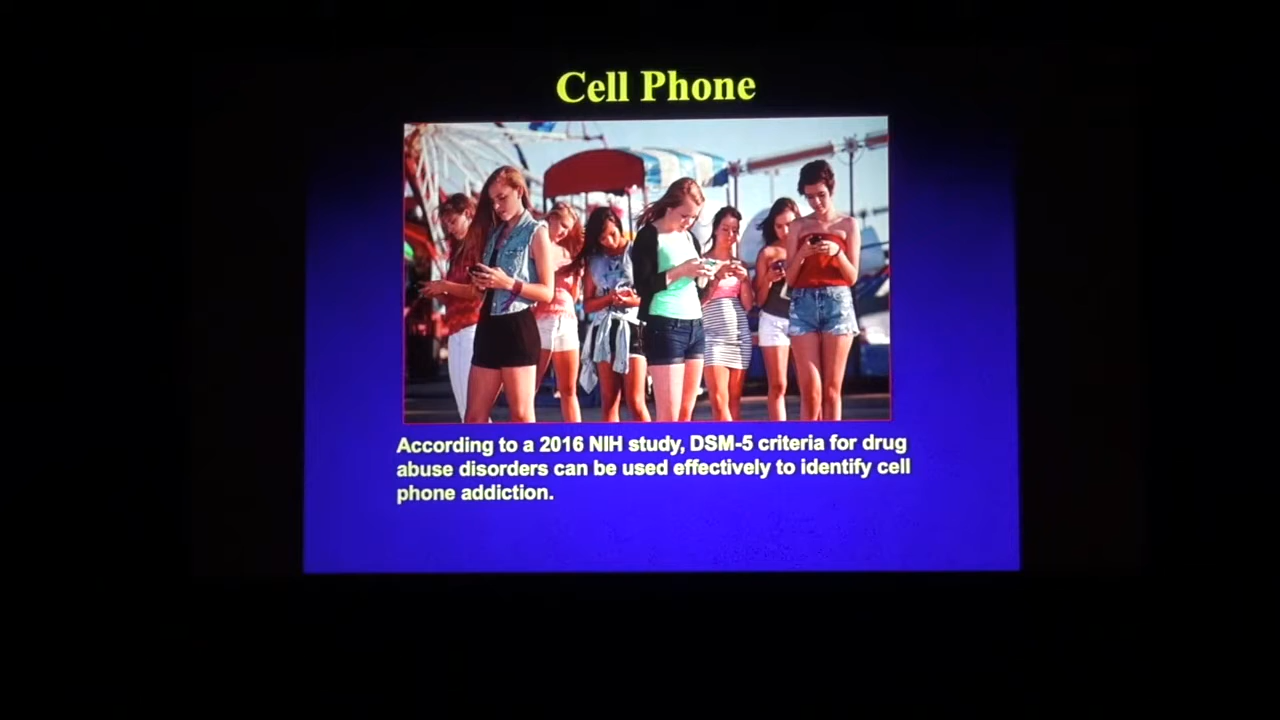 Cell Phone
According to a 2016 NIH study, DSM-5 criteria for drug
abuse disorders can be used effectively to identify cell
phone addiction.